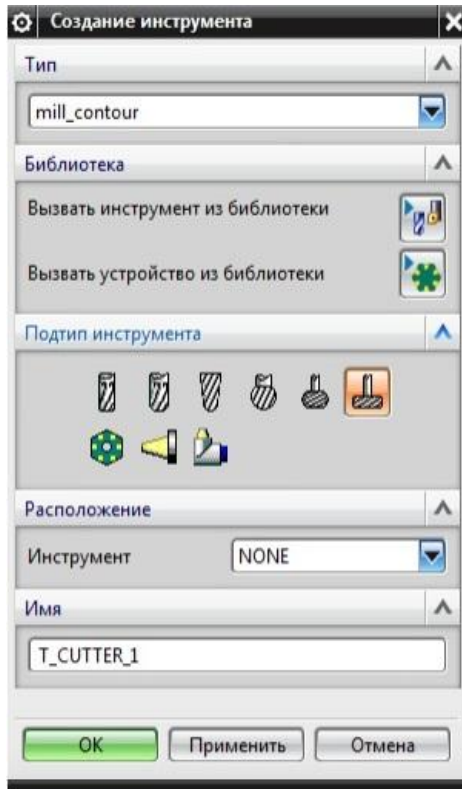 Создание инструмента
Тип
mill_contour
Библиотека
Вызвать инструмент из библиотеки
Вызвать устройство из библиотеки
Подтип инструмента
Расположение
Инструмент NONE
Имя
T_CUTTER_1
OK Применить Отмена